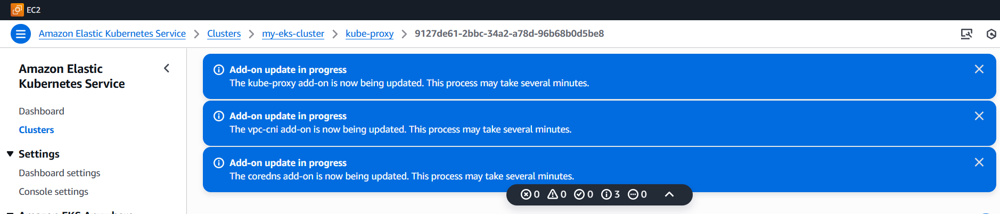 EC2
Amazon Elastic Kubernetes Service > Clusters > my-eks-cluster > kube-proxy > 9127de61-2bbc-34a2-a78d-96b68b0d5be8
Amazon Elastic
Kubernetes Service
Dashboard
Clusters
Settings
Dashboard settings
Console settings
Amazon EKS Anywhere
Add-on update in progress
The kube-proxy add-on is now being updated. This process may take several minutes.
Add-on update in progress
The vpc-cni add-on is now being updated. This process may take several minutes.
Add-on update in progress
The coredns add-on is now being updated. This process may take several minutes.
0 0 0 3 0